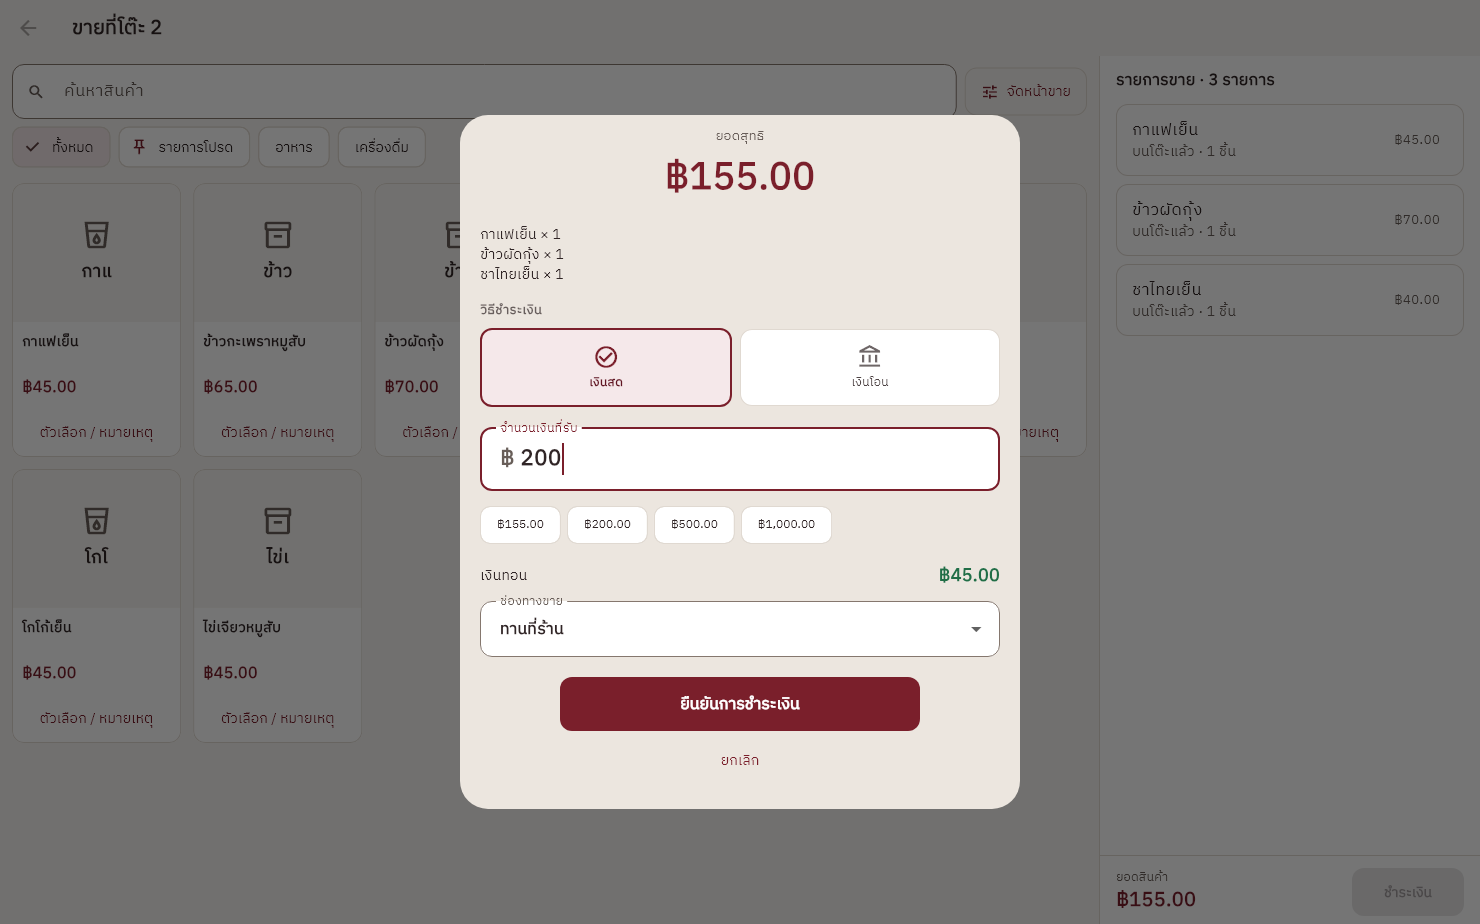 ขายที่โต๊ะ 2
ค้นหาสินค้า
จัดหน้าขาย
ทั้งหมด
รายการโปรด
อาหาร
เครื่องดื่ม
กาแ
ข้าว
กาแฟเย็น
฿45.00
ตัวเลือก / หมายเหตุ
ข้าวกะเพราหมูสับ
฿65.00
ตัวเลือก / หมายเหตุ
ข้าวผัดกุ้ง
฿70.00
ตัวเลือก /
โกโ
ไข่เ
โกโก้เย็น
฿45.00
ตัวเลือก / หมายเหตุ
ไข่เจียวหมูสับ
฿45.00
ตัวเลือก / หมายเหตุ
ยอดสุทธิ
฿155.00
กาแฟเย็น × 1
ข้าวผัดกุ้ง × 1
ชาไทยเย็น × 1
วิธีชำระเงิน
เงินสด
เงินโอน
จำนวนเงินที่รับ
฿ 200
฿155.00
฿200.00
฿500.00
฿1,000.00
เงินทอน
฿45.00
ช่องทางขาย
ทานที่ร้าน
ยืนยันการชำระเงิน
ยกเลิก
รายการขาย · 3 รายการ
กาแฟเย็น
บนโต๊ะแล้ว · 1 ชิ้น
฿45.00
ข้าวผัดกุ้ง
บนโต๊ะแล้ว · 1 ชิ้น
฿70.00
ชาไทยเย็น
บนโต๊ะแล้ว · 1 ชิ้น
฿40.00
ยอดสินค้า
฿155.00
ชำระเงิน